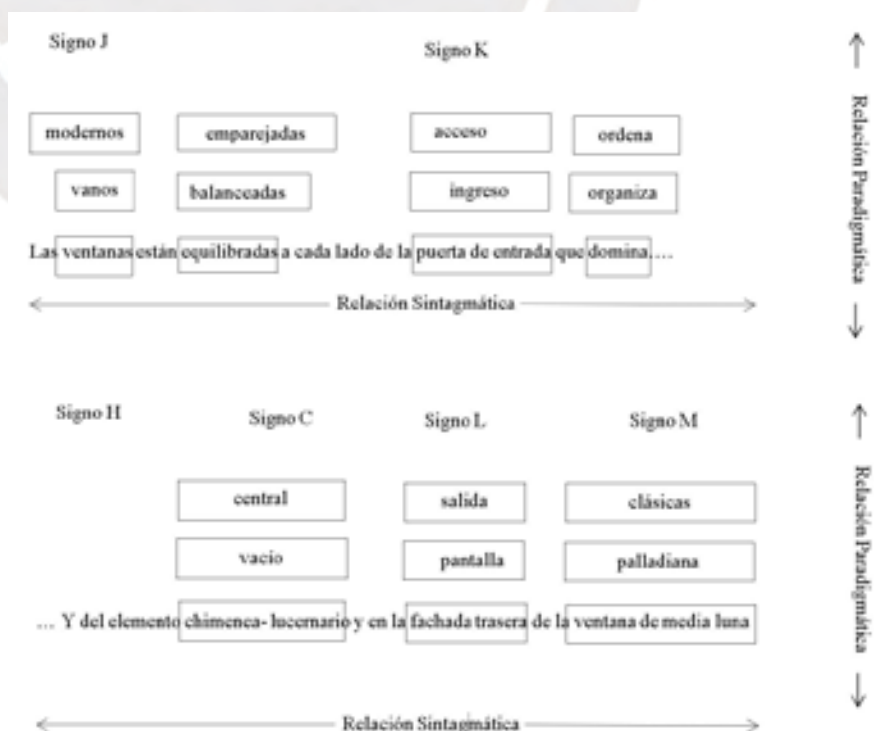 Signo J
Signo K
modernos emparejadas acceso ordena
vanos balanceadas ingreso organiza
Las ventanas están equilibradas a cada lado de la puerta de entrada que domina....
Relación Sintagmática
Relación Paradigmática
Signo H Signo C Signo L Signo M
central salida clásicas
vacío pantalla palladiana
... Y del elemento chimenea- lucernario y en la fachada trasera de la ventana de media luna
Relación Sintagmática
Relación Paradigmática